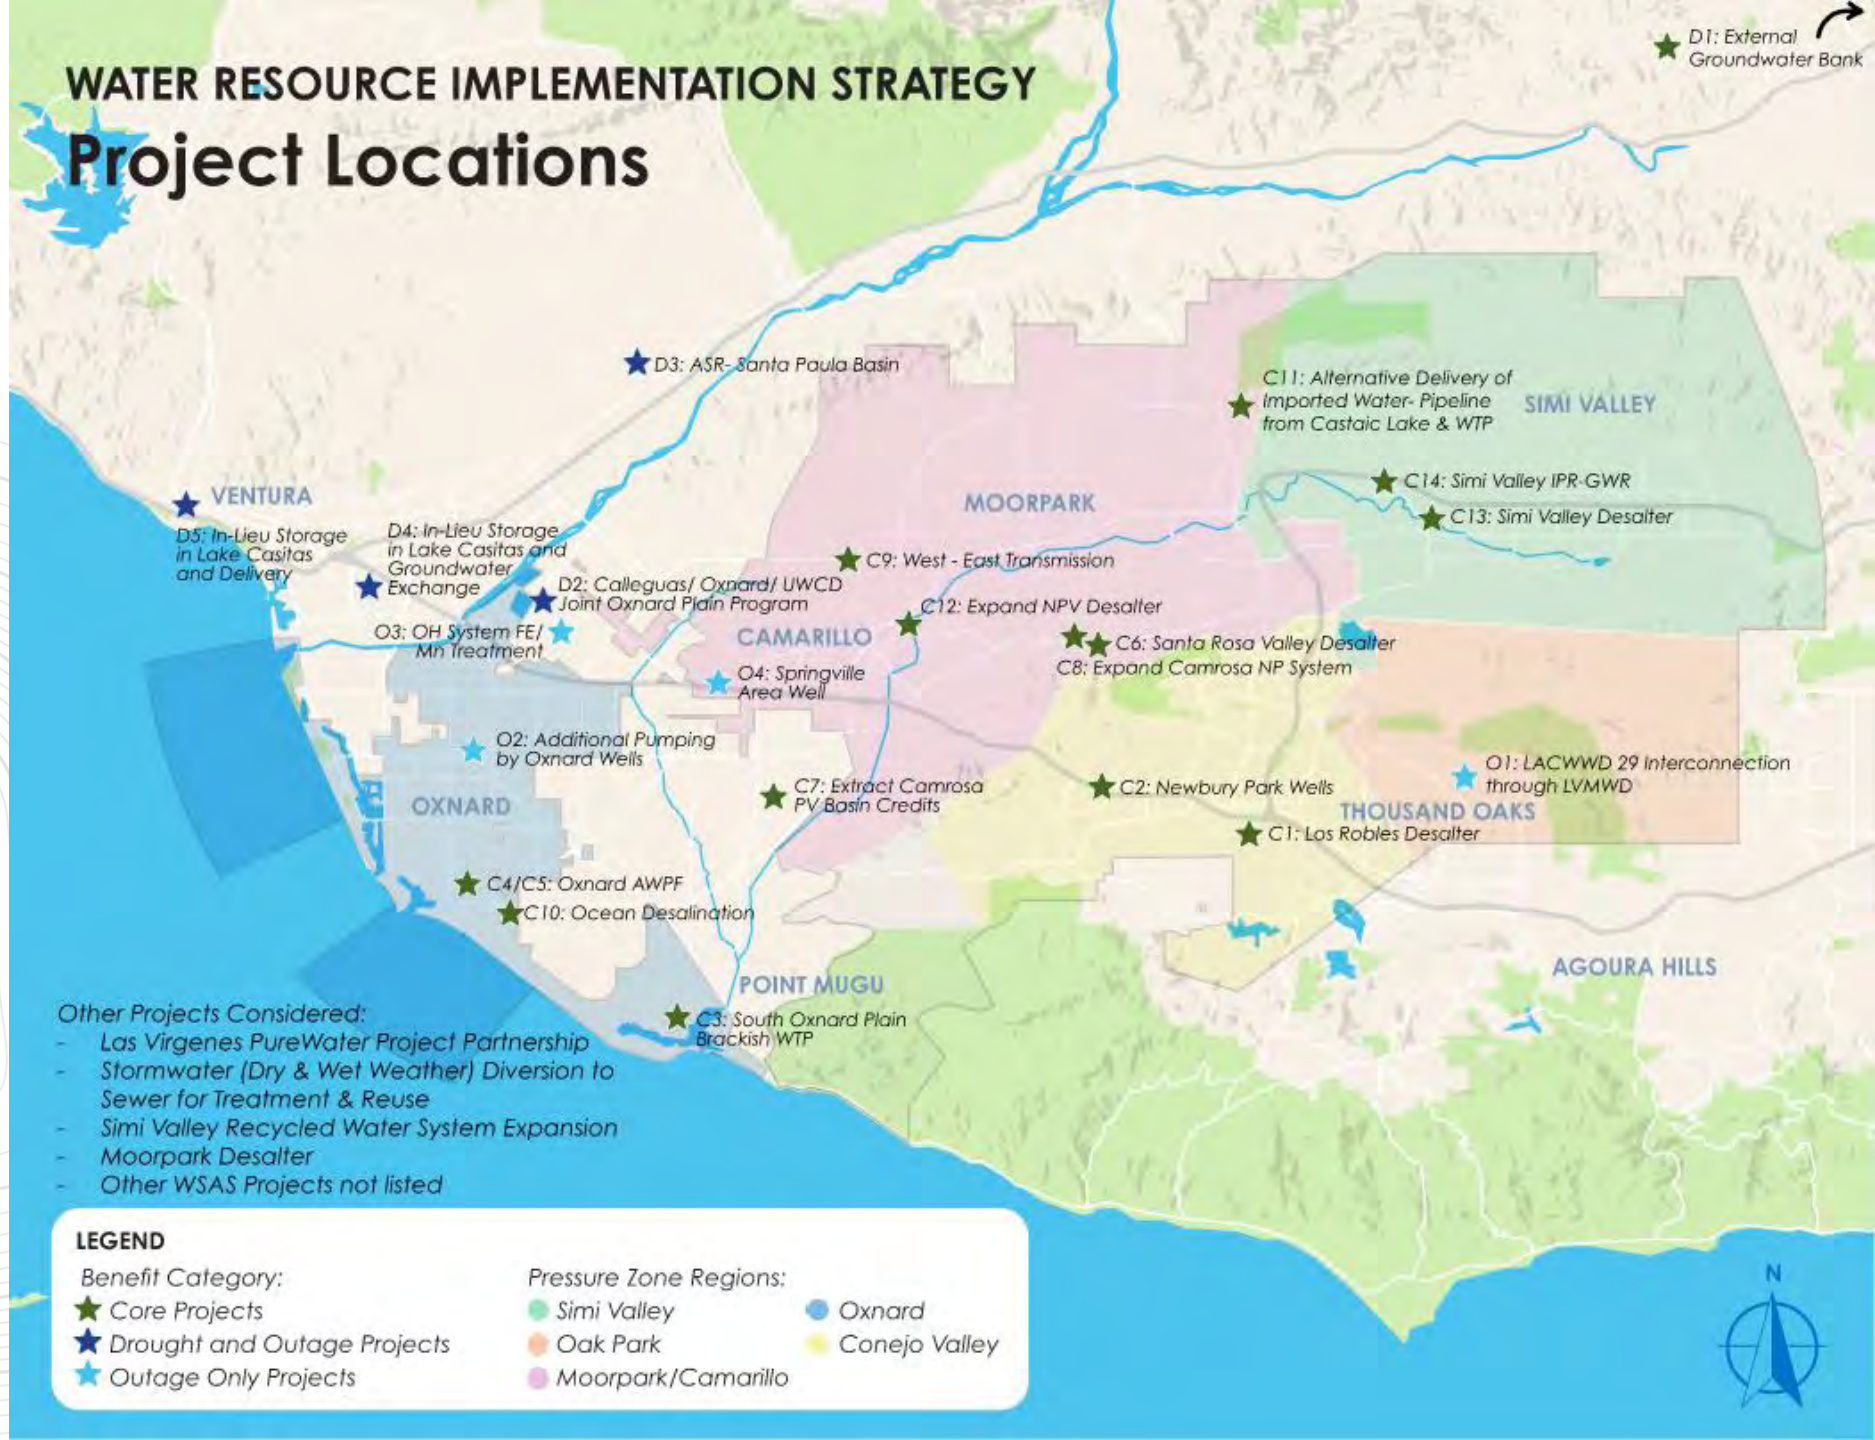 WATER RESOURCE IMPLEMENTATION STRATEGY
Project Locations
D1: External
Groundwater Bank
D3: ASR- Santa Paula Basin
C11: Alternative Delivery of
Imported Water- Pipeline
from Castaic Lake & WTP
SIMI VALLEY
C14: Simi Valley IPR-GWR
C13: Simi Valley Desalter
VENTURA
D5: In-Lieu Storage
in Lake Casitas
and Delivery
D4: In-Lieu Storage
in Lake Casitas and
Groundwater
Exchange
MOORPARK
C9: West - East Transmission
D2: Calleguas/ Oxnard/ UWCD
Joint Oxnard Plain Program
C12: Expand NPV Desalter
O3: OH System FE/
Mn Treatment
CAMARILLO
C6: Santa Rosa Valley Desalter
C8: Expand Camrosa NP System
O4: Springville
Area Well
O2: Additional Pumping
by Oxnard Wells
OXNARD
C7: Extract Camrosa
PV Basin Credits
C2: Newbury Park Wells
O1: LACWWD 29 Interconnection
through LVMWD
THOUSAND OAKS
C1: Los Robles Desalter
C4/C5: Oxnard AWPF
C10: Ocean Desalination
AGOURA HILLS
POINT MUGU
C3: South Oxnard Plain
Brackish WTP
Other Projects Considered:
- Las Virgenes PureWater Project Partnership
- Stormwater (Dry & Wet Weather) Diversion to
Sewer for Treatment & Reuse
- Simi Valley Recycled Water System Expansion
- Moorpark Desalter
- Other WSAS Projects not listed
LEGEND
Benefit Category:
Core Projects
Drought and Outage Projects
Outage Only Projects
Pressure Zone Regions:
Simi Valley
Oak Park
Moorpark/Camarillo
Oxnard
Conejo Valley
N